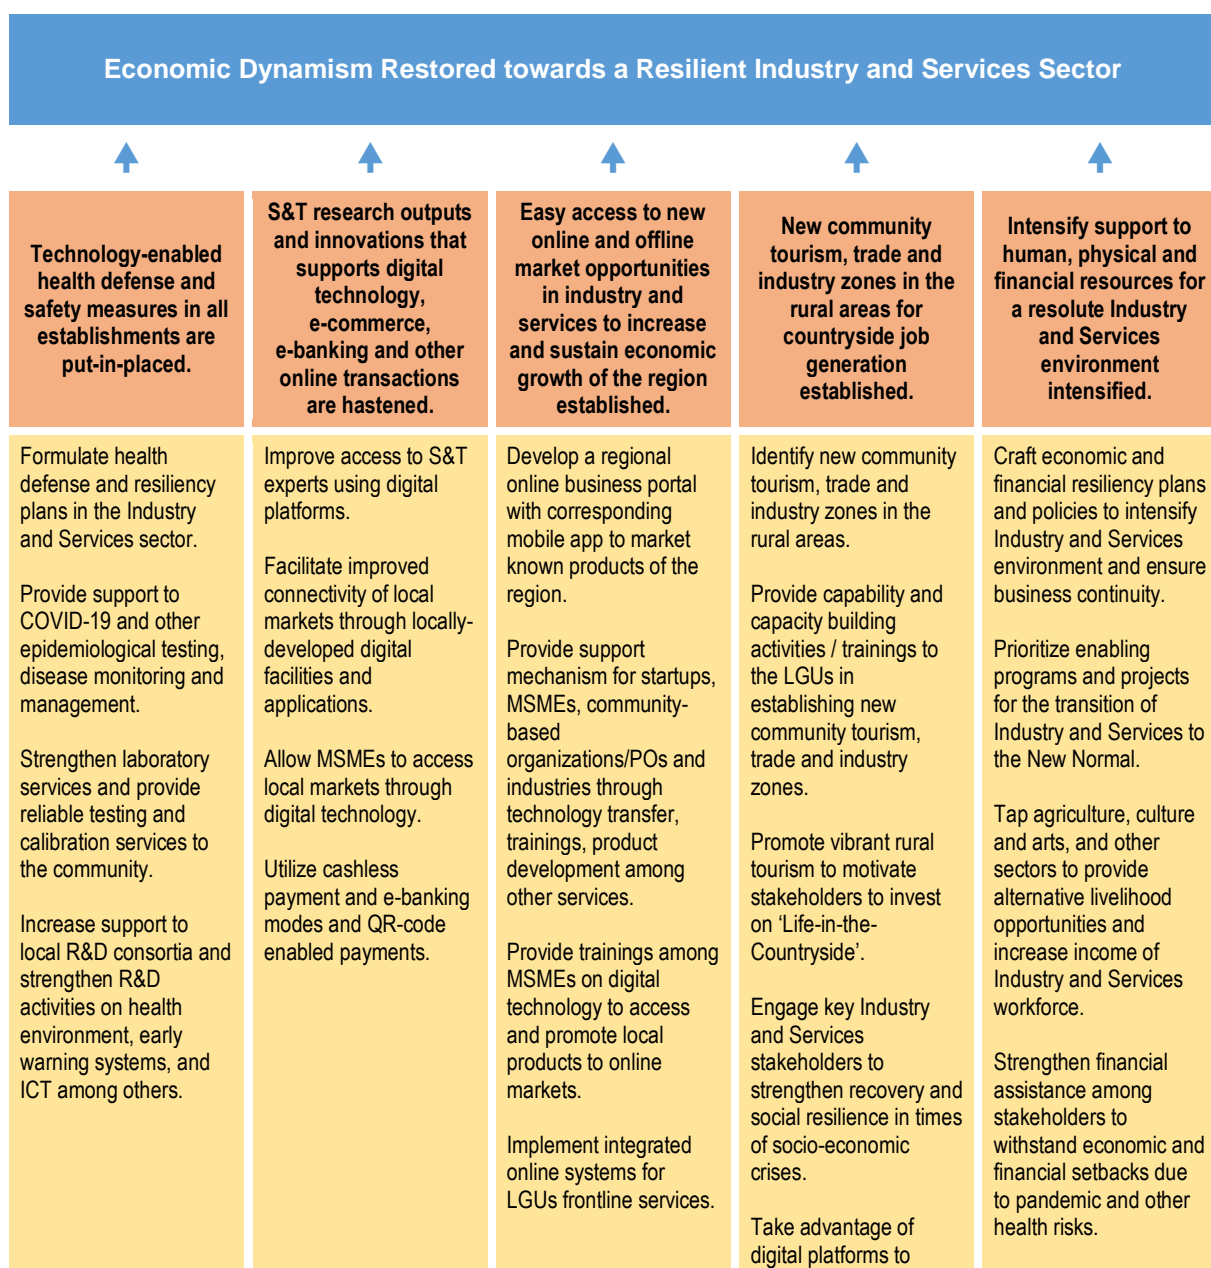 Economic Dynamism Restored towards a Resilient Industry and Services Sector
Technology-enabled
health defense and
safety measures in all
establishments are
put-in-placed.
S&T research outputs
and innovations that
supports digital
technology,
e-commerce,
e-banking and other
online transactions
are hastened.
Easy access to new
online and offline
market opportunities
in industry and
services to increase
and sustain economic
growth of the region
established.
New community
tourism, trade and
industry zones in the
rural areas for
countryside job
generation
established.
Intensify support to
human, physical and
financial resources for
a resolute Industry
and Services
environment
intensified.
Formulate health
defense and resiliency
plans in the Industry
and Services sector.
Provide support to
COVID-19 and other
epidemiological testing,
disease monitoring and
management.
Strengthen laboratory
services and provide
reliable testing and
calibration services to
the community.
Increase support to
local R&D consortia and
strengthen R&D
activities on health
environment, early
warning systems, and
ICT among others.
Improve access to S&T
experts using digital
platforms.
Facilitate improved
connectivity of local
markets through locally-
developed digital
facilities and
applications.
Allow MSMEs to access
local markets through
digital technology.
Utilize cashless
payment and e-banking
modes and QR-code
enabled payments.
Develop a regional
online business portal
with corresponding
mobile app to market
known products of the
region.
Provide support
mechanism for startups,
MSMEs, community-
based
organizations/POs and
industries through
technology transfer,
trainings, product
development among
other services.
Provide trainings among
MSMEs on digital
technology to access
and promote local
products to online
markets.
Implement integrated
online systems for
LGUs frontline services.
Identify new community
tourism, trade and
industry zones in the
rural areas.
Provide capability and
capacity building
activities / trainings to
the LGUs in
establishing new
community tourism,
trade and industry
zones.
Promote vibrant rural
tourism to motivate
stakeholders to invest
on ‘Life-in-the-
Countryside’.
Engage key Industry
and Services
stakeholders to
strengthen recovery and
social resilience in times
of socio-economic
crises.
Take advantage of
digital platforms to
Craft economic and
financial resiliency plans
and policies to intensify
Industry and Services
environment and ensure
business continuity.
Prioritize enabling
programs and projects
for the transition of
Industry and Services to
the New Normal.
Tap agriculture, culture
and arts, and other
sectors to provide
alternative livelihood
opportunities and
increase income of
Industry and Services
workforce.
Strengthen financial
assistance among
stakeholders to
withstand economic and
financial setbacks due
to pandemic and other
health risks.